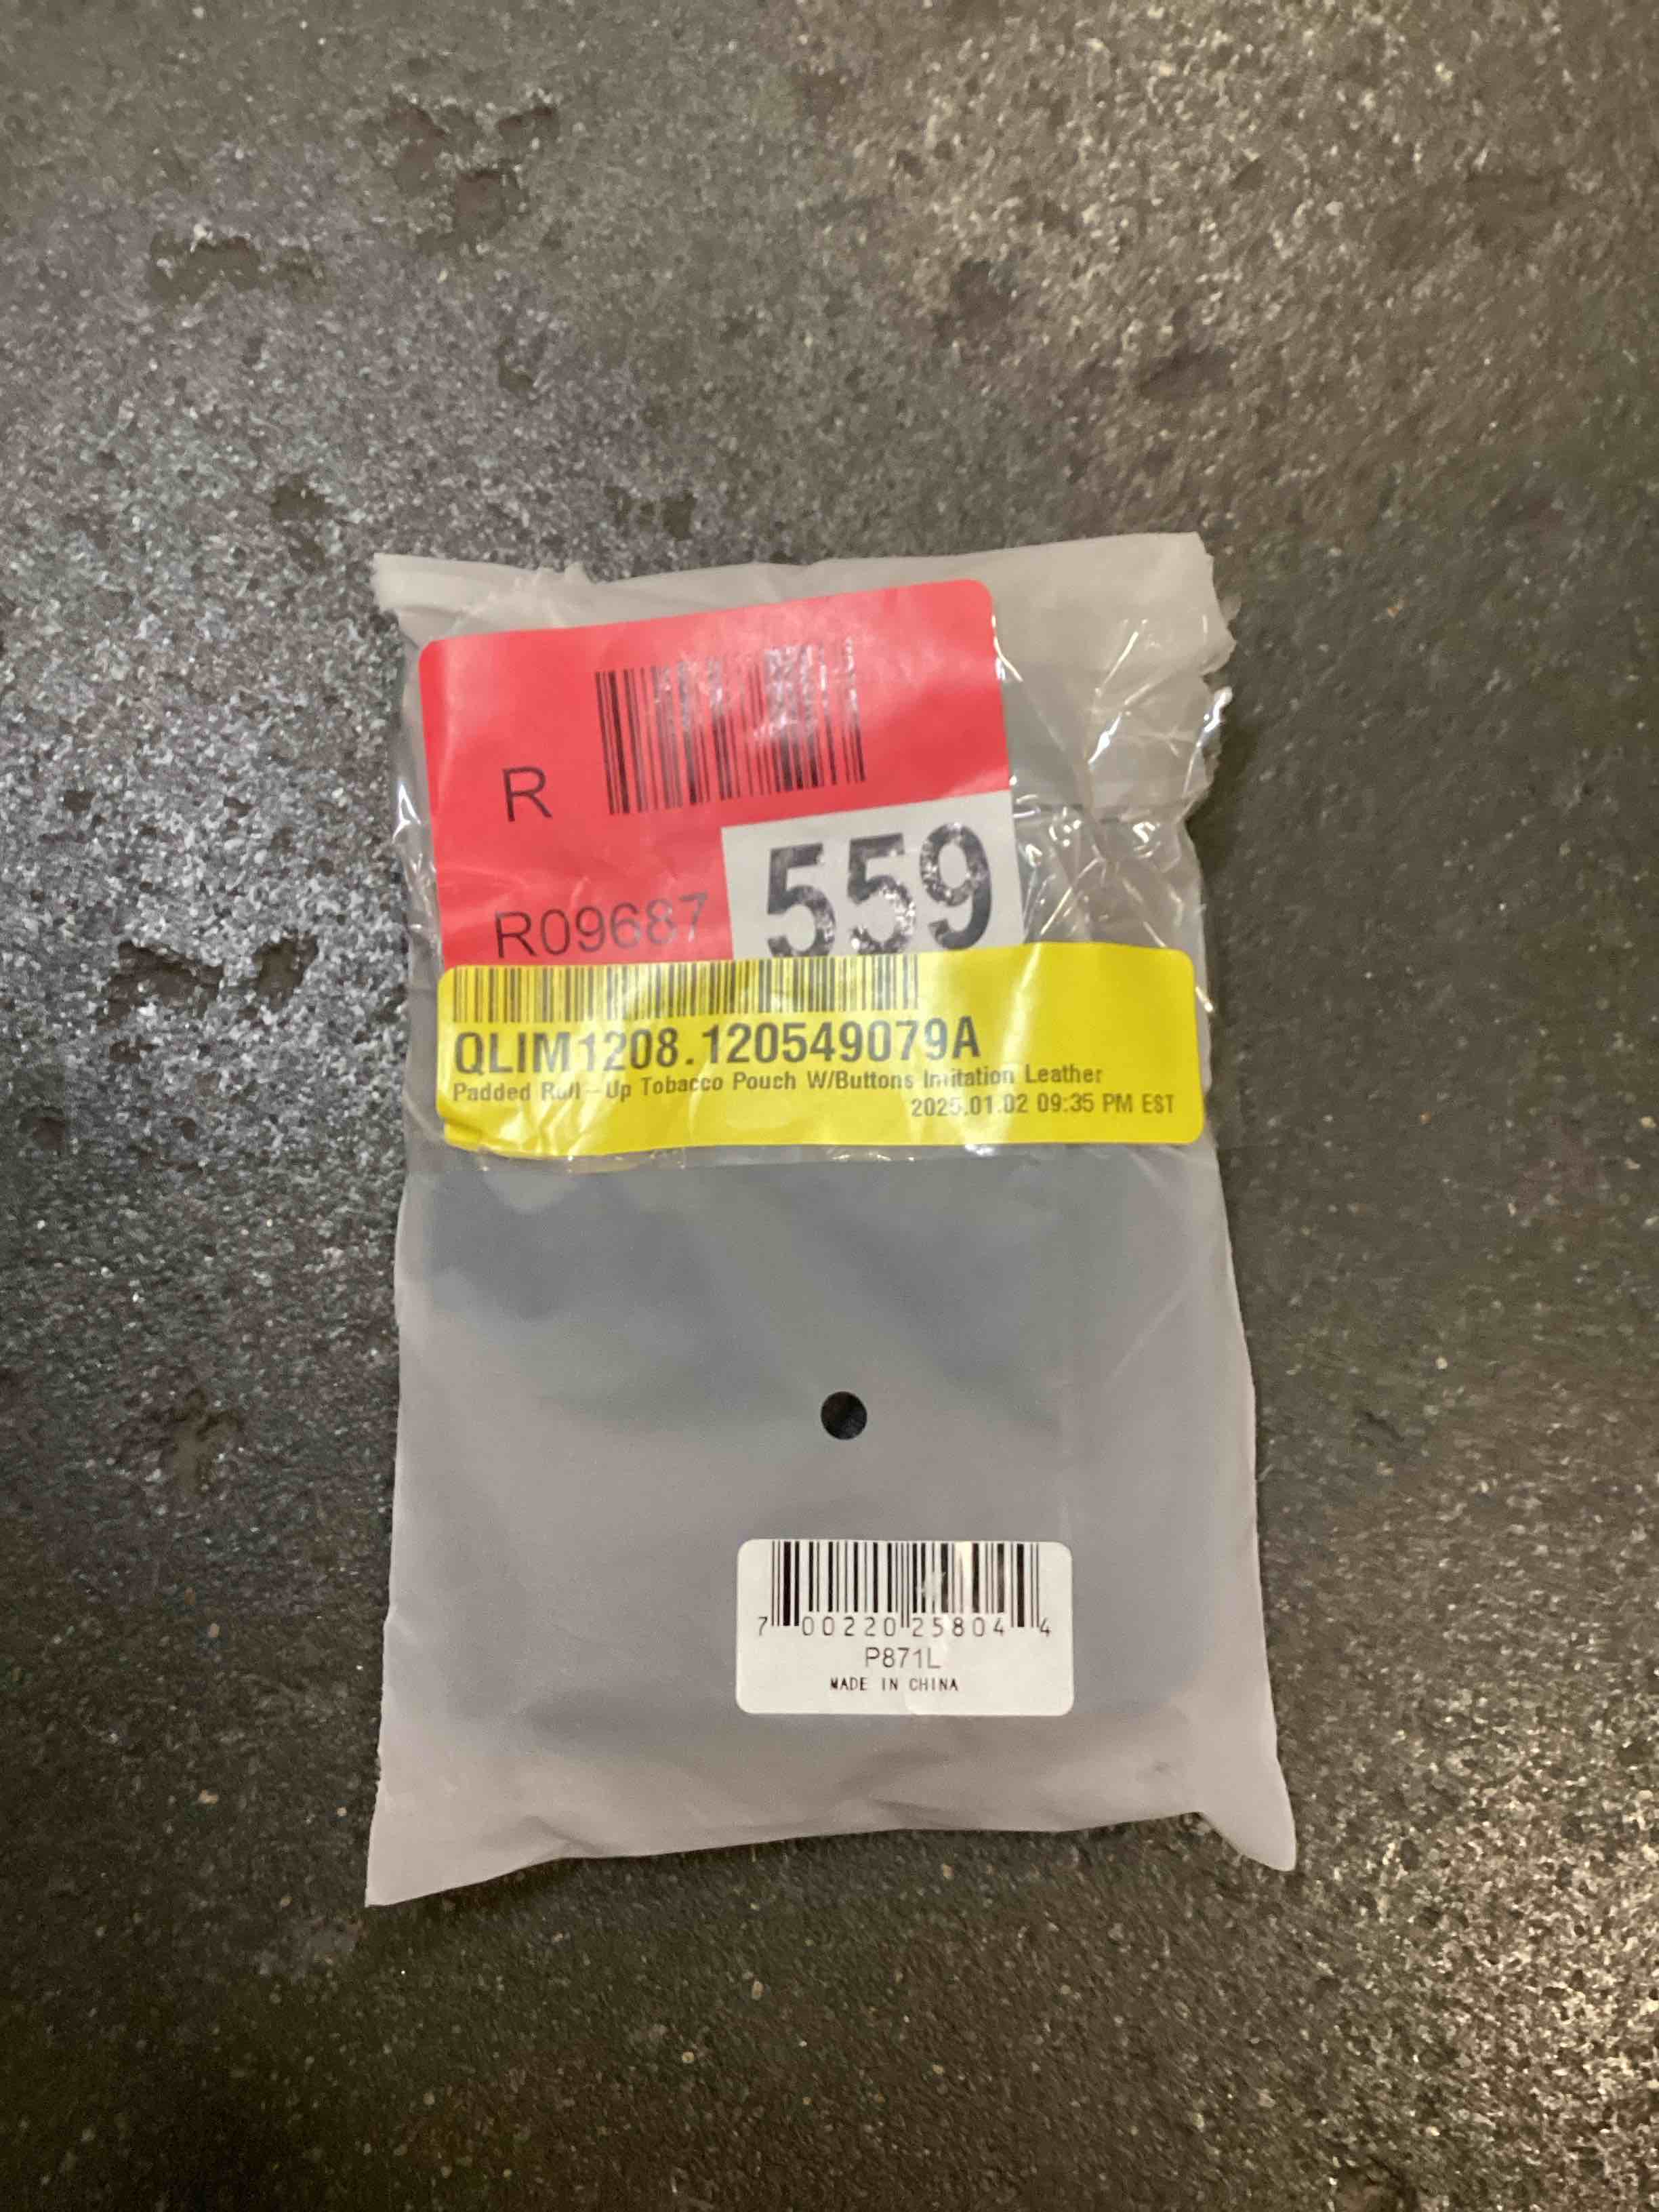 R
R09687
559
QLIM1208.120549079A
Padded Roll-Up Tobacco Pouch W/Buttons Imitation Leather
2025.01.02 09:35 PM EST
7 00220 25804 4
P871L
MADE IN CHINA